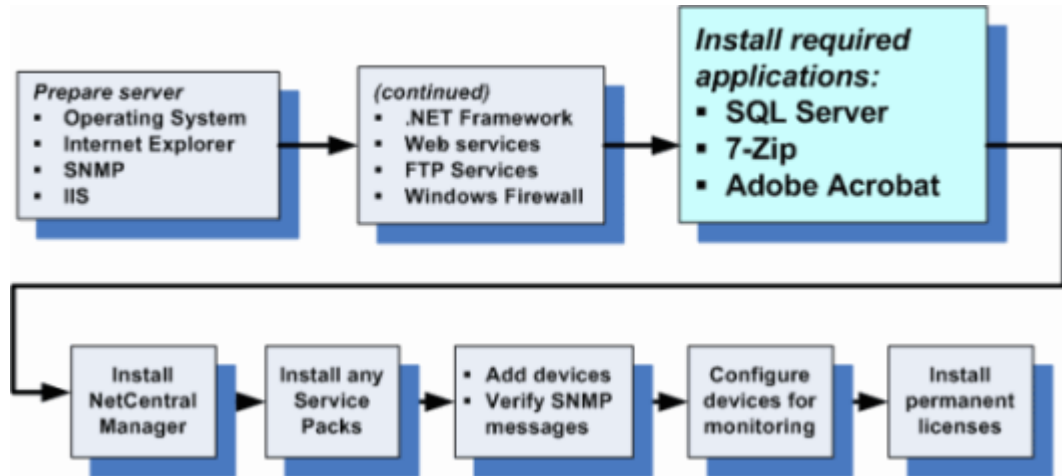 Prepare server
▪ Operating System
▪ Internet Explorer
▪ SNMP
▪ IIS
(continued)
▪ .NET Framework
▪ Web services
▪ FTP Services
▪ Windows Firewall
Install required
applications:
▪ SQL Server
▪ 7-Zip
▪ Adobe Acrobat
Install
NetCentral
Manager
Install any
Service
Packs
▪ Add devices
▪ Verify SNMP
messages
Configure
devices for
monitoring
Install
permanent
licenses